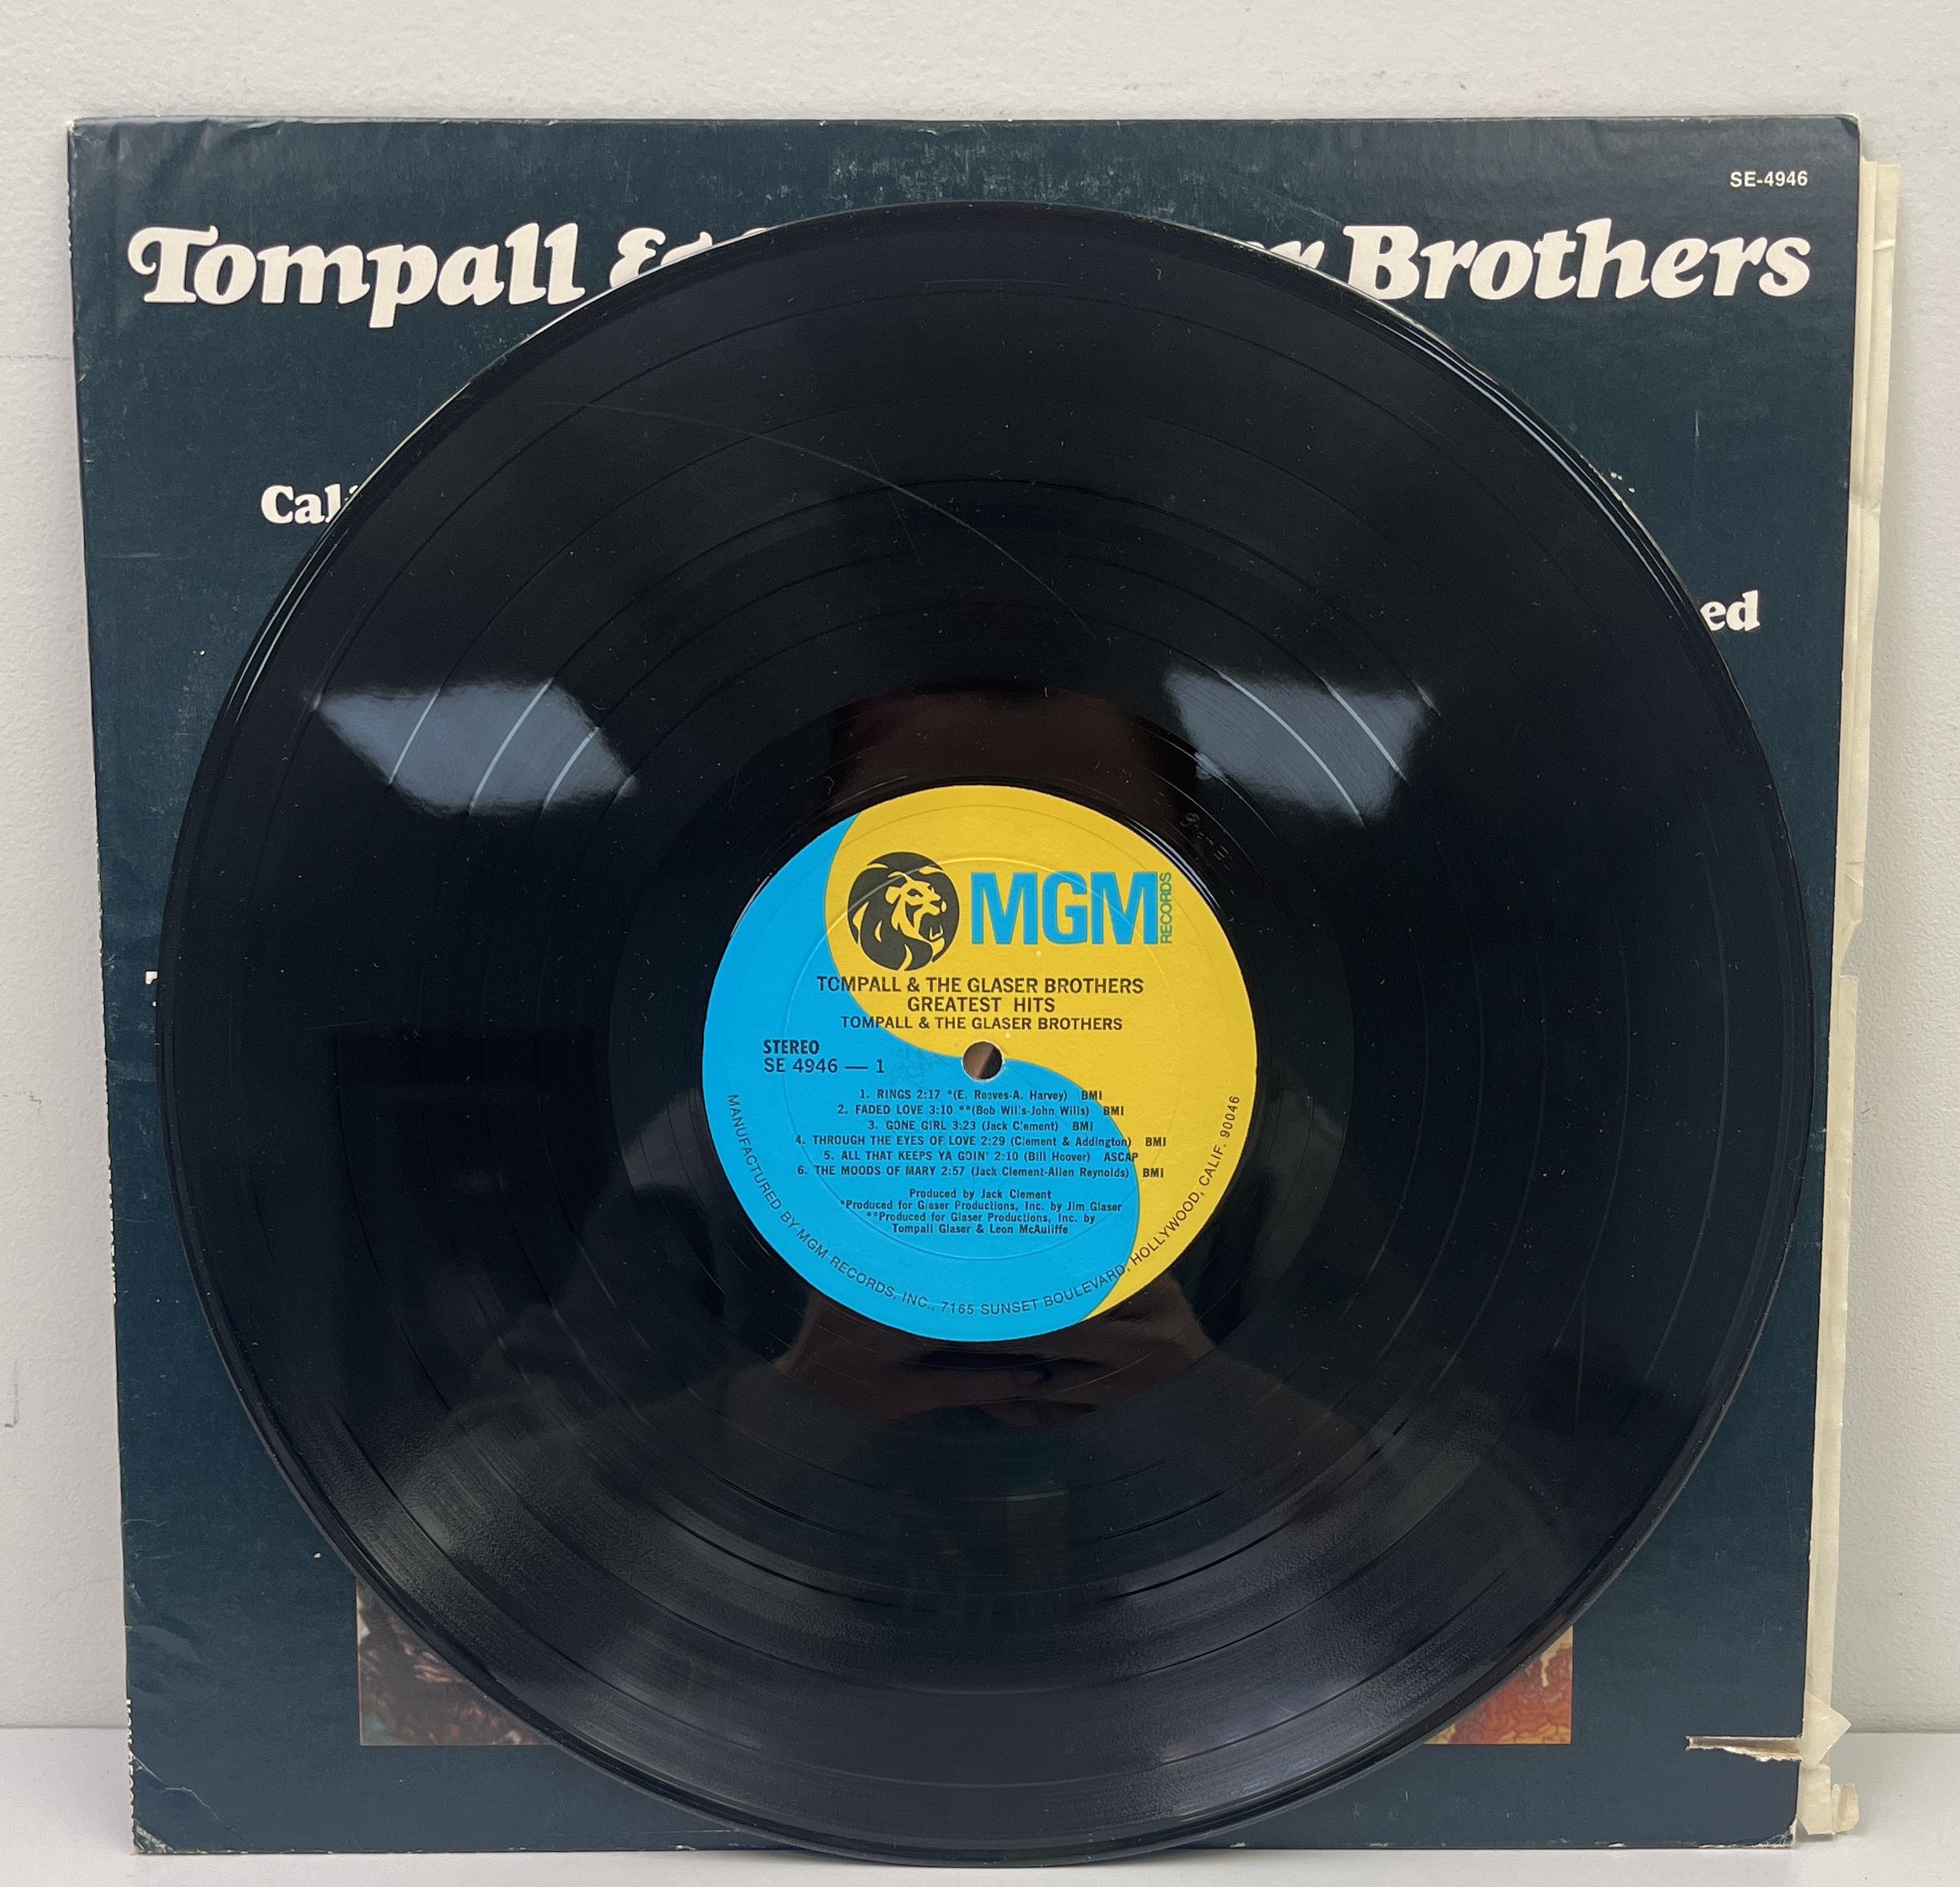 SE-4946
Tompall & Brothers
ed
MGM RECORDS
TOMPALL & THE GLASER BROTHERS
GREATEST HITS
TOMPALL & THE GLASER BROTHERS
STEREO
SE 4946 — 1
1. RINGS 2:17 *(E. Reeves-A. Harvey) BMI
2. FADED LOVE 3:10 **(Bob Wills-John Wills) BMI
3. GONE GIRL 3:23 (Jack Clement) BMI
4. THROUGH THE EYES OF LOVE 2:29 (Clement & Addington) BMI
5. ALL THAT KEEPS YA GOIN' 2:10 (Bill Hoover) ASCAP
6. THE MOODS OF MARY 2:57 (Jack Clement-Allen Reynolds) BMI
Produced by Jack Clement
*Produced for Glaser Productions, Inc. by Jim Glaser
**Produced for Glaser Productions, Inc. by
Tompall Glaser & Leon McAuliffe
MANUFACTURED BY MGM RECORDS, INC., 7165 SUNSET BOULEVARD, HOLLYWOOD, CALIF. 90046